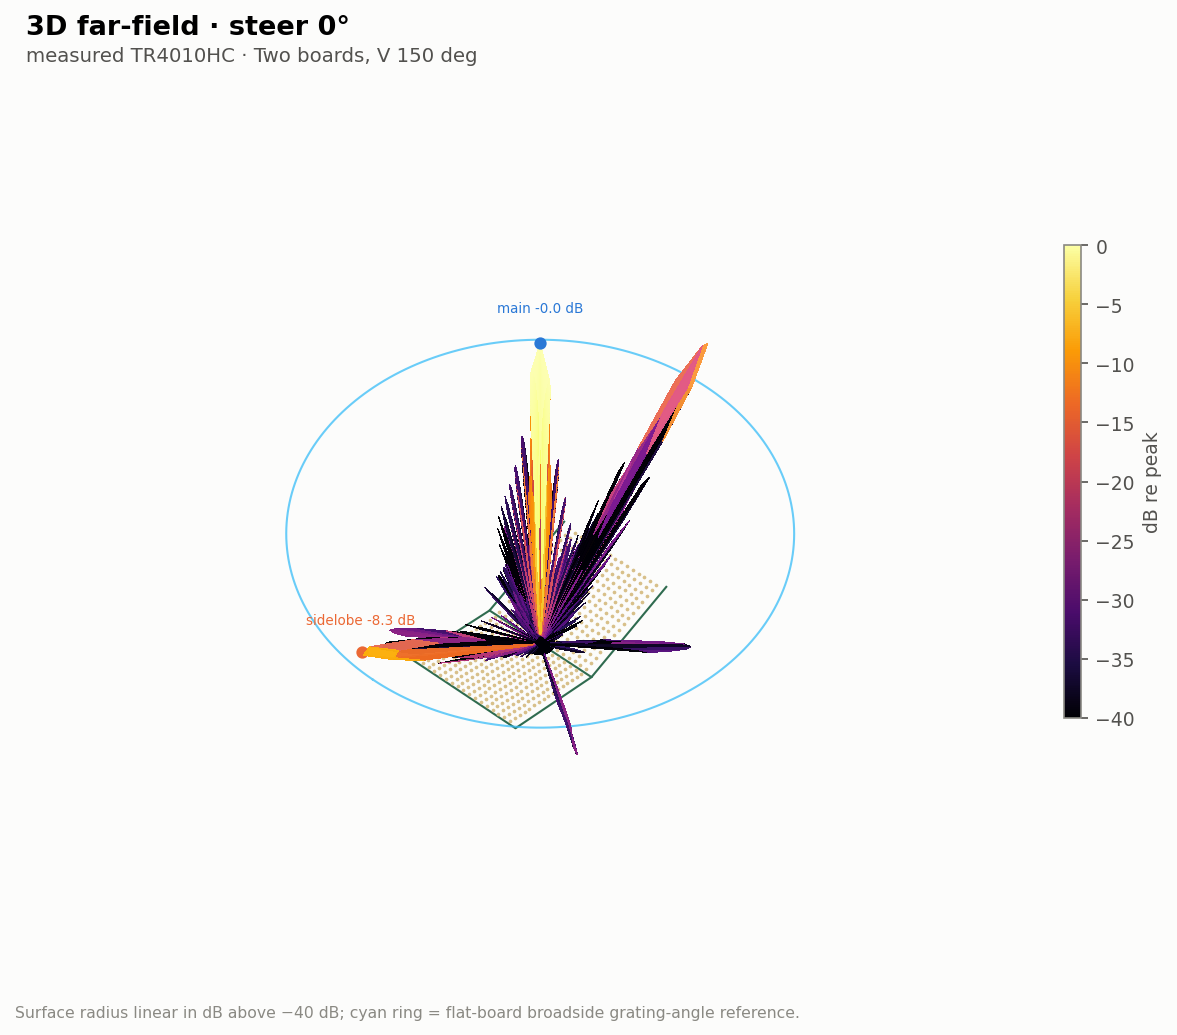 3D far-field · steer 0°
measured TR4010HC · Two boards, V 150 deg
main -0.0 dB
sidelobe -8.3 dB
0
−5
−10
−15
−20
−25
−30
−35
−40
dB re peak
Surface radius linear in dB above −40 dB; cyan ring = flat-board broadside grating-angle reference.